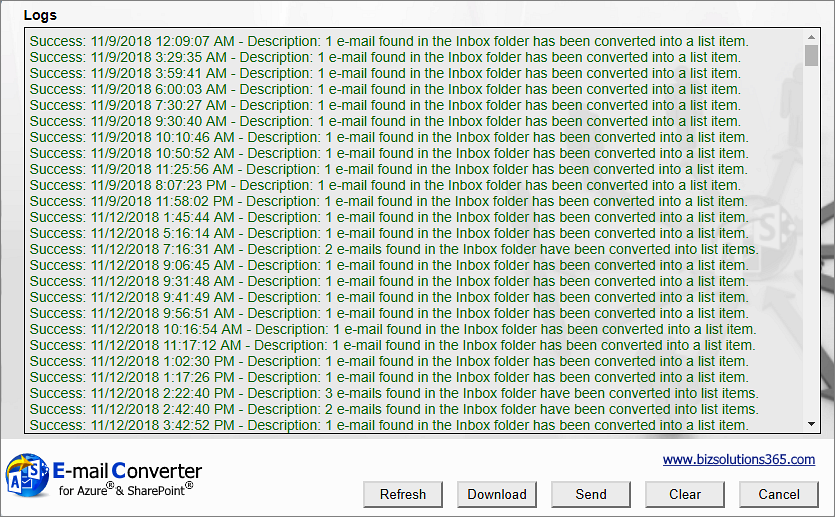 Logs
Success: 11/9/2018 12:09:07 AM - Description: 1 e-mail found in the Inbox folder has been converted into a list item.
Success: 11/9/2018 3:29:35 AM - Description: 1 e-mail found in the Inbox folder has been converted into a list item.
Success: 11/9/2018 3:59:41 AM - Description: 1 e-mail found in the Inbox folder has been converted into a list item.
Success: 11/9/2018 6:00:03 AM - Description: 1 e-mail found in the Inbox folder has been converted into a list item.
Success: 11/9/2018 7:30:27 AM - Description: 1 e-mail found in the Inbox folder has been converted into a list item.
Success: 11/9/2018 9:30:40 AM - Description: 1 e-mail found in the Inbox folder has been converted into a list item.
Success: 11/9/2018 10:10:46 AM - Description: 1 e-mail found in the Inbox folder has been converted into a list item.
Success: 11/9/2018 10:50:52 AM - Description: 1 e-mail found in the Inbox folder has been converted into a list item.
Success: 11/9/2018 11:25:56 AM - Description: 1 e-mail found in the Inbox folder has been converted into a list item.
Success: 11/9/2018 8:07:23 PM - Description: 1 e-mail found in the Inbox folder has been converted into a list item.
Success: 11/9/2018 11:58:02 PM - Description: 1 e-mail found in the Inbox folder has been converted into a list item.
Success: 11/12/2018 1:45:44 AM - Description: 1 e-mail found in the Inbox folder has been converted into a list item.
Success: 11/12/2018 5:16:14 AM - Description: 1 e-mail found in the Inbox folder has been converted into a list item.
Success: 11/12/2018 7:16:31 AM - Description: 2 e-mails found in the Inbox folder have been converted into list items.
Success: 11/12/2018 9:06:45 AM - Description: 1 e-mail found in the Inbox folder has been converted into a list item.
Success: 11/12/2018 9:31:48 AM - Description: 1 e-mail found in the Inbox folder has been converted into a list item.
Success: 11/12/2018 9:41:49 AM - Description: 1 e-mail found in the Inbox folder has been converted into a list item.
Success: 11/12/2018 9:56:51 AM - Description: 1 e-mail found in the Inbox folder has been converted into a list item.
Success: 11/12/2018 10:16:54 AM - Description: 1 e-mail found in the Inbox folder has been converted into a list item.
Success: 11/12/2018 11:17:12 AM - Description: 1 e-mail found in the Inbox folder has been converted into a list item.
Success: 11/12/2018 1:02:30 PM - Description: 1 e-mail found in the Inbox folder has been converted into a list item.
Success: 11/12/2018 1:17:26 PM - Description: 1 e-mail found in the Inbox folder has been converted into a list item.
Success: 11/12/2018 2:22:40 PM - Description: 3 e-mails found in the Inbox folder have been converted into list items.
Success: 11/12/2018 2:42:40 PM - Description: 2 e-mails found in the Inbox folder have been converted into list items.
Success: 11/12/2018 3:42:52 PM - Description: 1 e-mail found in the Inbox folder has been converted into a list item.
www.bizsolutions365.com
A S
E-mail Converter
for Azure® & SharePoint®
Refresh Download Send Clear Cancel